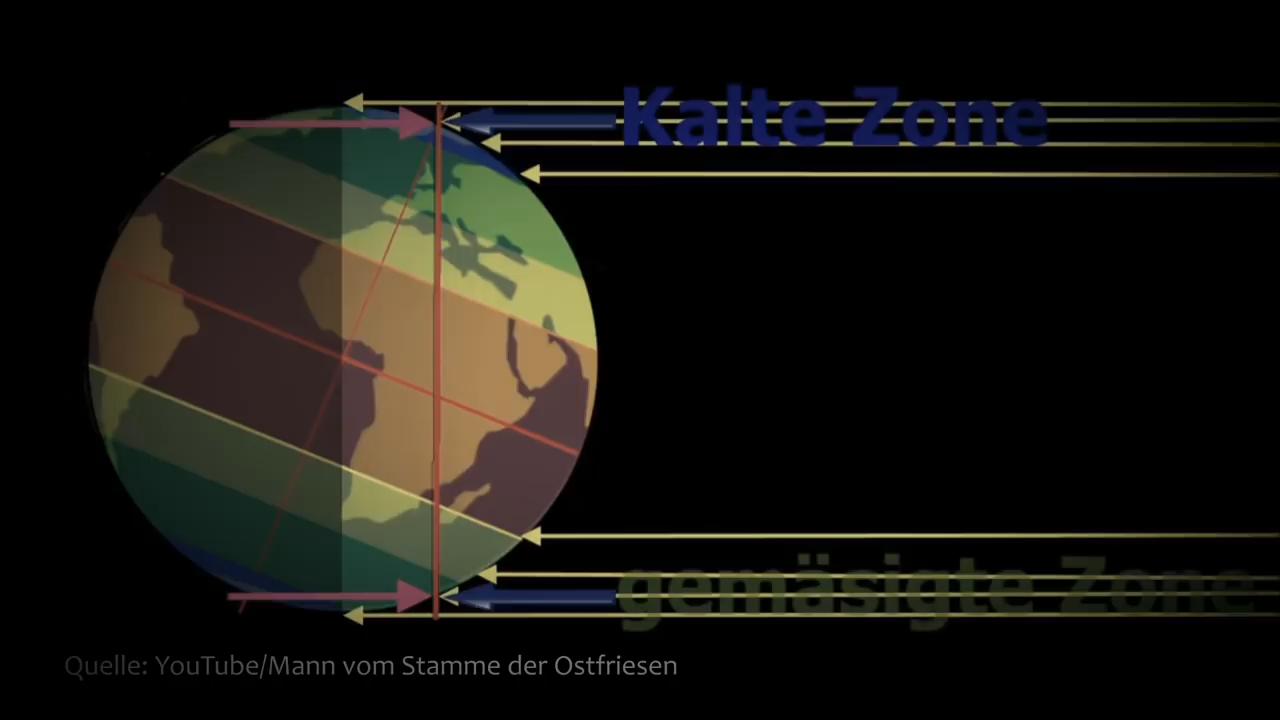 Kalte Zone
gemäsigte Zone
Quelle: YouTube/Mann vom Stamme der Ostfriesen